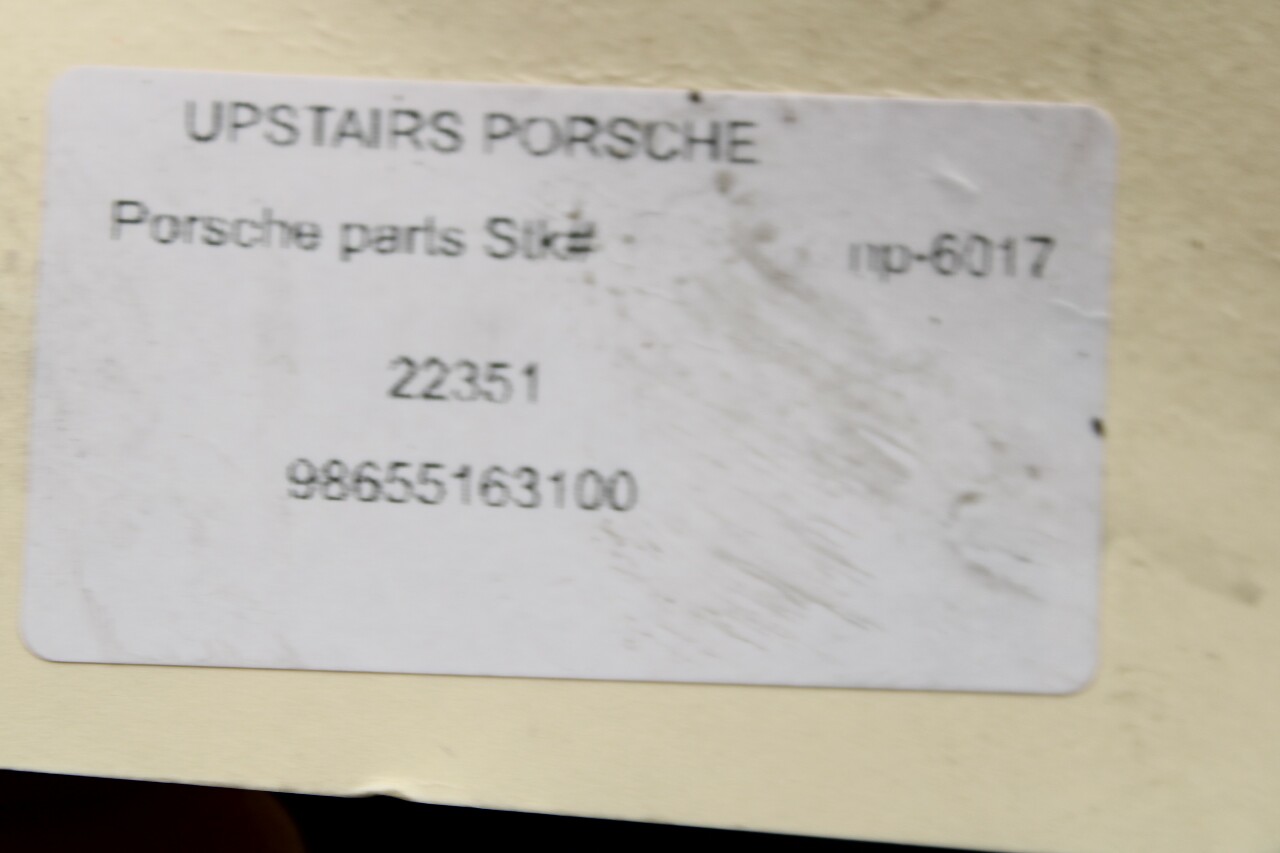 UPSTAIRS PORSCHE
Porsche parts Stk# np-6017
22351
98655163100